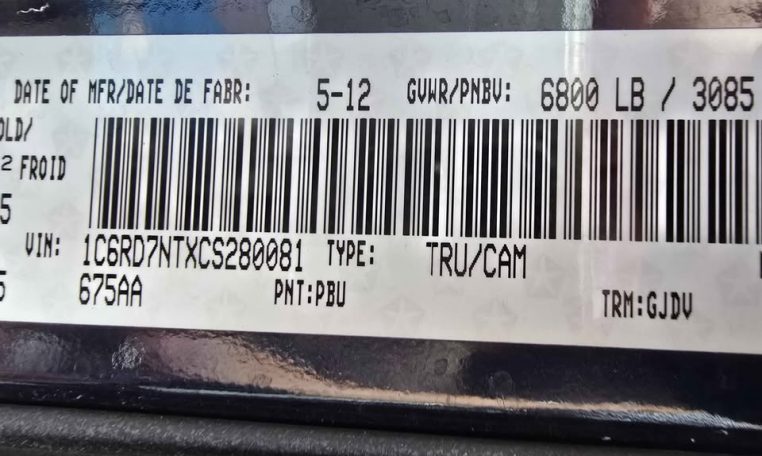 DATE OF MFR/DATE DE FABR: 5-12 GVWR/PNBV: 6800 LB / 3085
OLD/
² FROID
5
VIN: 1C6RD7NTXCS280081 TYPE: TRU/CAM
5 675AA PNT:PBU TRM:GJDV